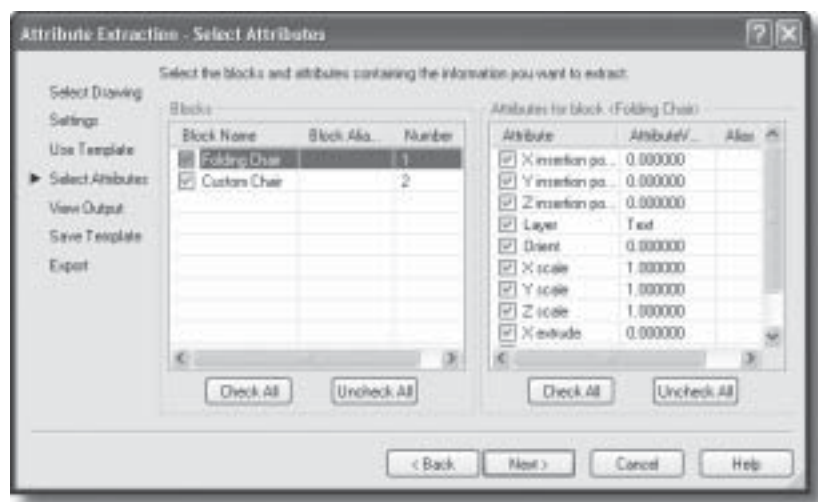 Attribute Extraction - Select Attributes
Select the blocks and attributes containing the information you want to extract.
Select Drawing
Settings
Use Template
Select Attributes
View Output
Save Template
Export
Blocks
Block Name Block Alia... Number
Folding Chair 1
Custom Chair 2
Check All Uncheck All
Attributes for block <Folding Chair>
Attribute AttributeV... Alias
X insertion po... 0.000000
Y insertion po... 0.000000
Z insertion po... 0.000000
Layer Text
Orient 0.000000
X scale 1.000000
Y scale 1.000000
Z scale 1.000000
X extrude 0.000000
Check All Uncheck All
< Back Next > Cancel Help